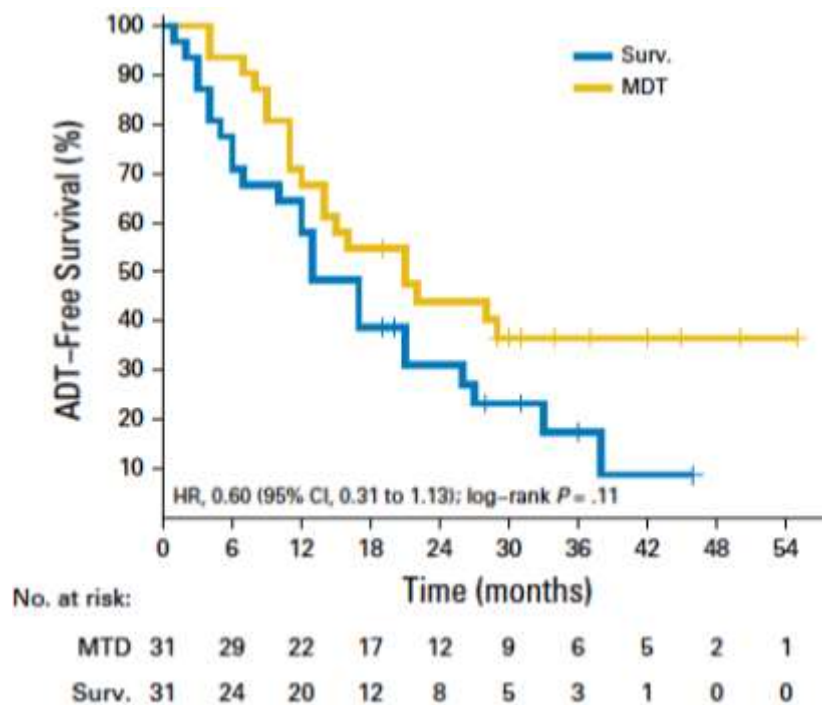 100
90
80
70
60
50
40
30
20
10
ADT-Free Survival (%)
Surv.
MDT
HR, 0.60 (95% CI, 0.31 to 1.13); log-rank P = .11
0 6 12 18 24 30 36 42 48 54
Time (months)
No. at risk:
MTD 31 29 22 17 12 9 6 5 2 1
Surv. 31 24 20 12 8 5 3 1 0 0